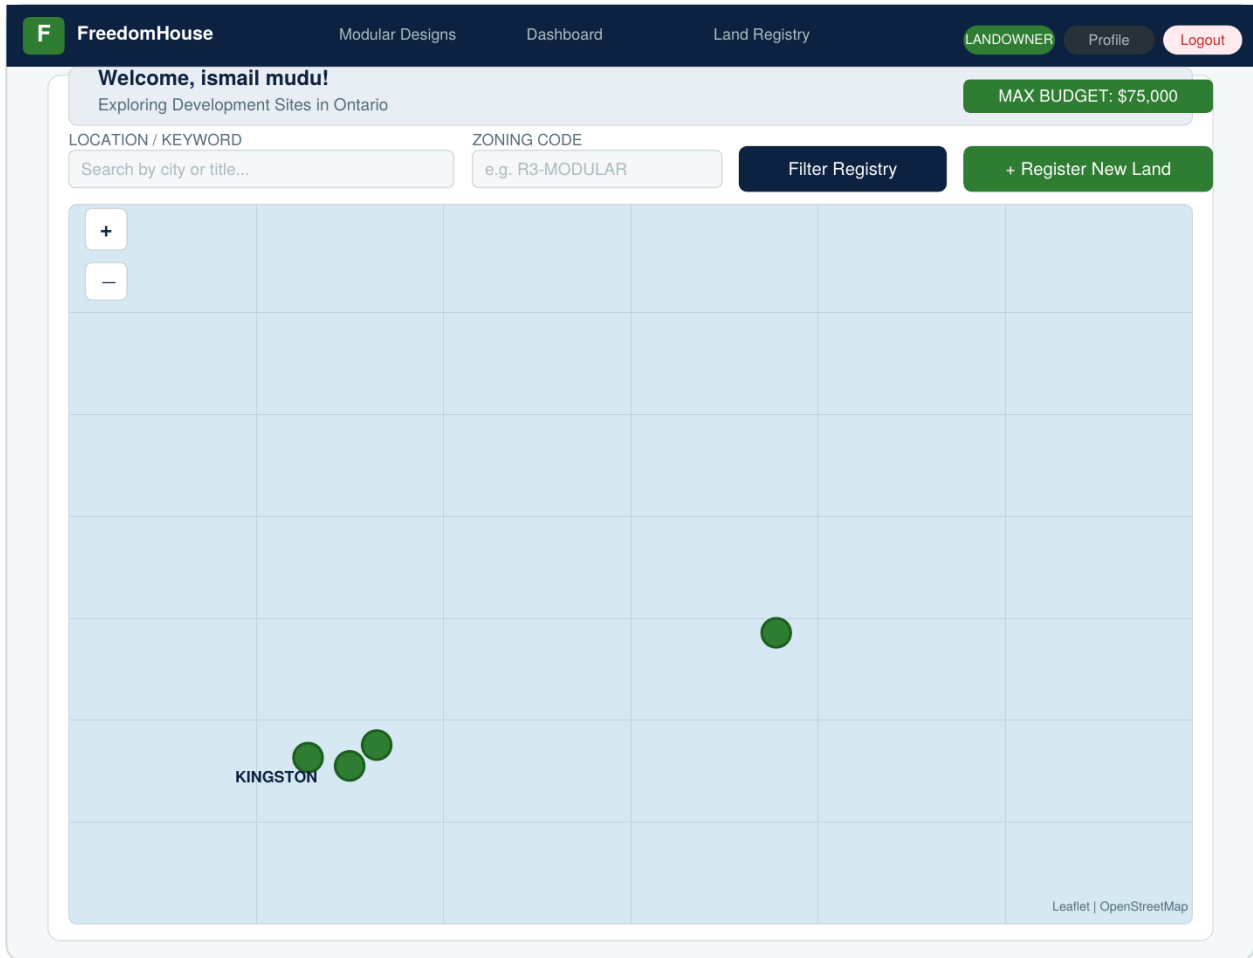 F FreedomHouse Modular Designs Dashboard Land Registry LANDOWNER Profile Logout
Welcome, ismail mudu!
Exploring Development Sites in Ontario
MAX BUDGET: $75,000
LOCATION / KEYWORD ZONING CODE
Search by city or title... e.g. R3-MODULAR Filter Registry + Register New Land
+
–
KINGSTON
Leaflet | OpenStreetMap